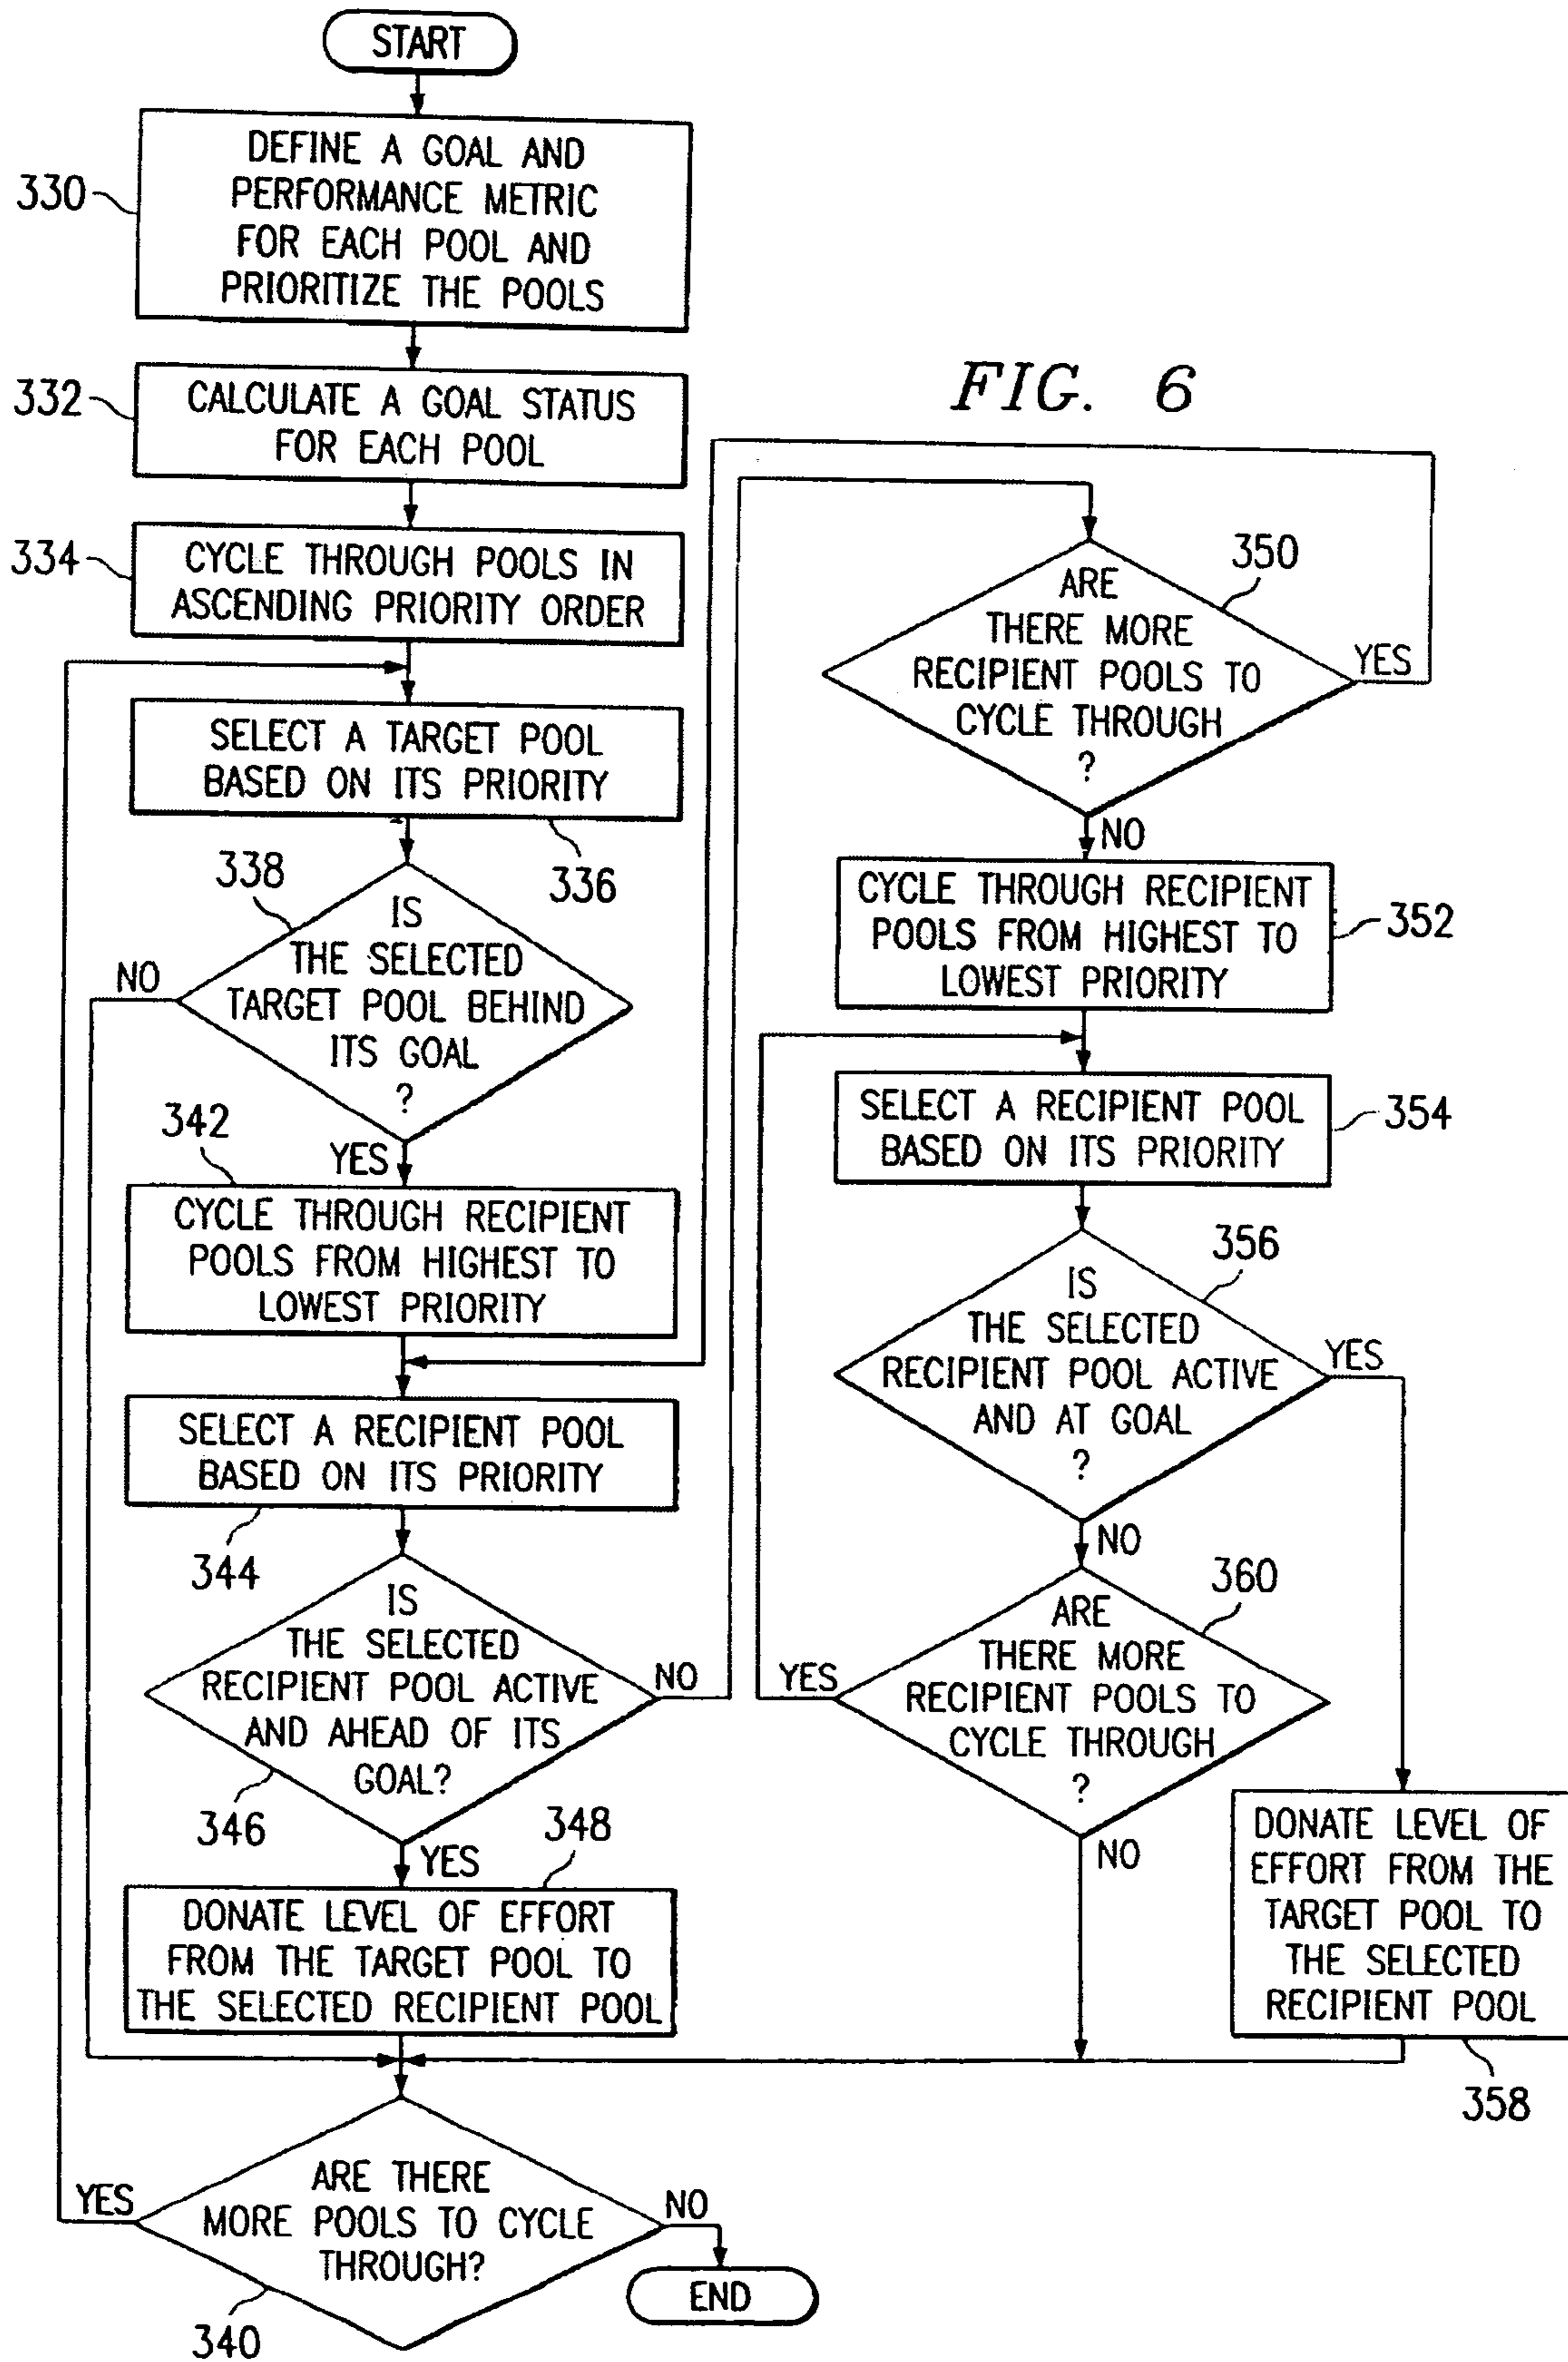 START
DEFINE A GOAL AND
PERFORMANCE METRIC
FOR EACH POOL AND
PRIORITIZE THE POOLS
330
CALCULATE A GOAL STATUS
FOR EACH POOL
332
CYCLE THROUGH POOLS IN
ASCENDING PRIORITY ORDER
334
SELECT A TARGET POOL
BASED ON ITS PRIORITY
336
338
IS
THE SELECTED
TARGET POOL BEHIND
ITS GOAL
?
NO
YES
342
CYCLE THROUGH RECIPIENT
POOLS FROM HIGHEST TO
LOWEST PRIORITY
SELECT A RECIPIENT POOL
BASED ON ITS PRIORITY
344
IS
THE SELECTED
RECIPIENT POOL ACTIVE
AND AHEAD OF ITS
GOAL?
NO
346
YES
348
DONATE LEVEL OF EFFORT
FROM THE TARGET POOL TO
THE SELECTED RECIPIENT POOL
ARE THERE
MORE POOLS TO CYCLE
THROUGH?
YES
NO
340
END
FIG. 6
350
ARE
THERE MORE
RECIPIENT POOLS TO
CYCLE THROUGH
?
YES
NO
CYCLE THROUGH RECIPIENT
POOLS FROM HIGHEST TO
LOWEST PRIORITY
352
SELECT A RECIPIENT POOL
BASED ON ITS PRIORITY
354
356
IS
THE SELECTED
RECIPIENT POOL ACTIVE
AND AT GOAL
?
YES
NO
360
ARE
THERE MORE
RECIPIENT POOLS TO
CYCLE THROUGH
?
YES
NO
DONATE LEVEL OF
EFFORT FROM THE
TARGET POOL TO
THE SELECTED
RECIPIENT POOL
358